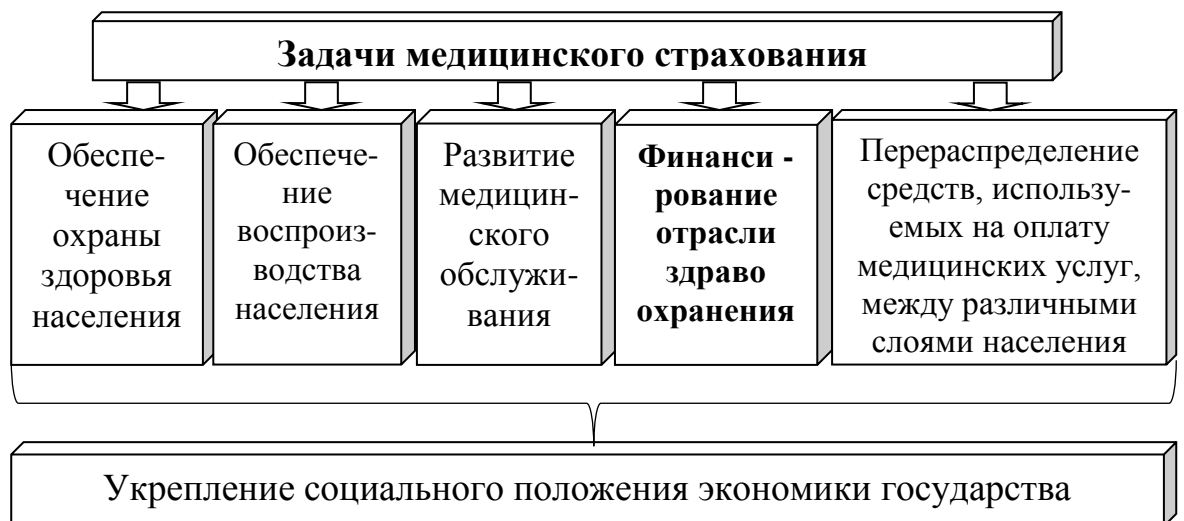 Задачи медицинского страхования
Обеспе-
чение
охраны
здоровья
населения
Обеспече-
ние
воспроиз-
водства
населения
Развитие
медицин-
ского
обслужи-
вания
Финанси -
рование
отрасли
здраво
охранения
Перераспределение
средств, использу-
емых на оплату
медицинских услуг,
между различными
слоями населения
Укрепление социального положения экономики государства